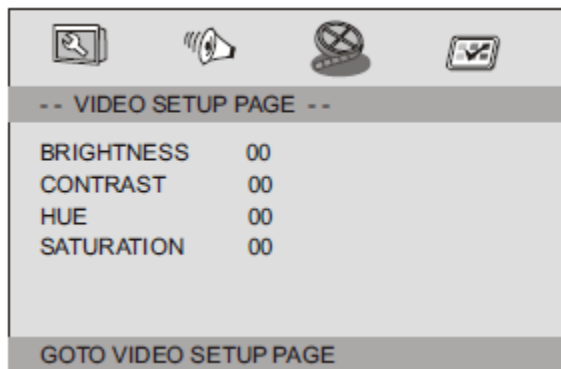 -- VIDEO SETUP PAGE --
BRIGHTNESS 00
CONTRAST 00
HUE 00
SATURATION 00
GOTO VIDEO SETUP PAGE